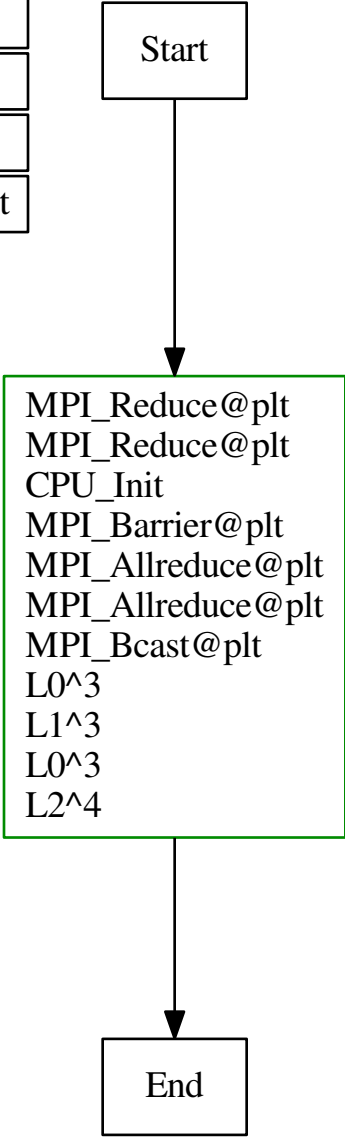 Start
t
MPI_Reduce@plt
MPI_Reduce@plt
CPU_Init
MPI_Barrier@plt
MPI_Allreduce@plt
MPI_Allreduce@plt
MPI_Bcast@plt
L0^3
L1^3
L0^3
L2^4
End